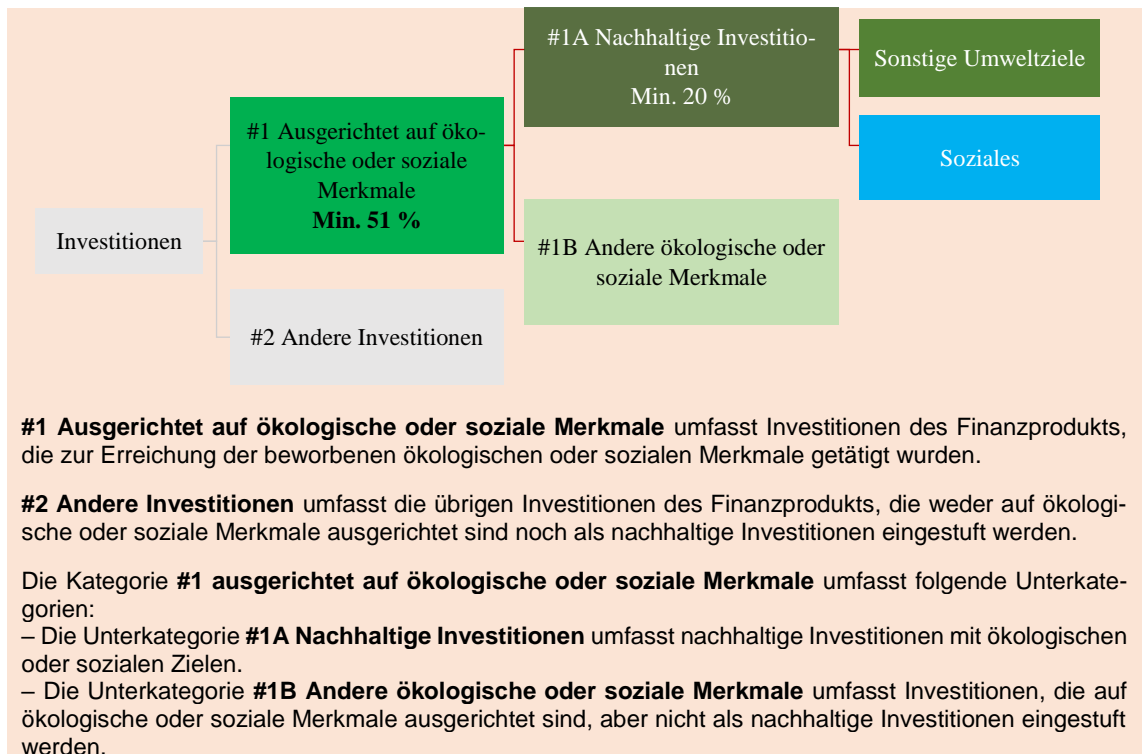 #1A Nachhaltige Investitio-
nen
Min. 20 %
Sonstige Umweltziele
#1 Ausgerichtet auf öko-
logische oder soziale
Merkmale
Min. 51 %
Soziales
Investitionen
#1B Andere ökologische oder
soziale Merkmale
#2 Andere Investitionen
#1 Ausgerichtet auf ökologische oder soziale Merkmale umfasst Investitionen des Finanzprodukts,
die zur Erreichung der beworbenen ökologischen oder sozialen Merkmale getätigt wurden.
#2 Andere Investitionen umfasst die übrigen Investitionen des Finanzprodukts, die weder auf ökologi-
sche oder soziale Merkmale ausgerichtet sind noch als nachhaltige Investitionen eingestuft werden.
Die Kategorie #1 ausgerichtet auf ökologische oder soziale Merkmale umfasst folgende Unterkate-
gorien:
– Die Unterkategorie #1A Nachhaltige Investitionen umfasst nachhaltige Investitionen mit ökologischen
oder sozialen Zielen.
– Die Unterkategorie #1B Andere ökologische oder soziale Merkmale umfasst Investitionen, die auf
ökologische oder soziale Merkmale ausgerichtet sind, aber nicht als nachhaltige Investitionen eingestuft
werden.